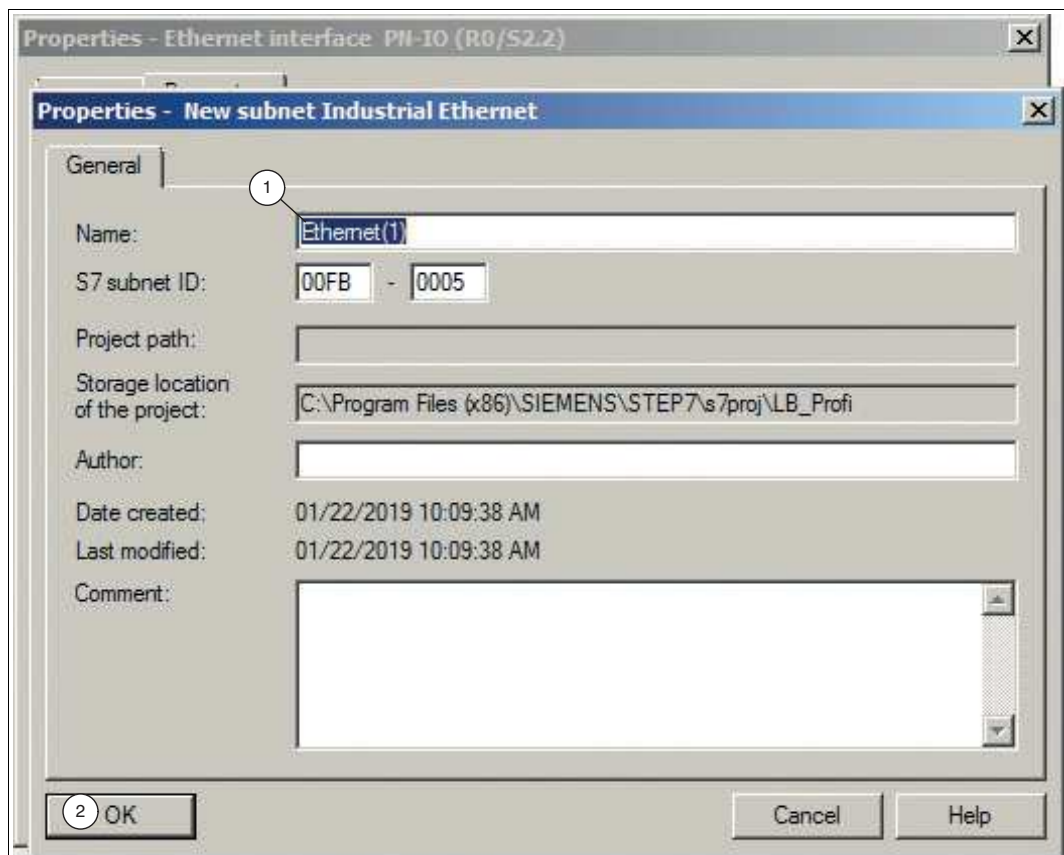 Properties - Ethernet interface PN-IO (R0/S2.2)
Properties - New subnet Industrial Ethernet
General
1
Name: Ethernet(1)
S7 subnet ID: 00FB - 0005
Project path:
Storage location
of the project: C:\Program Files (x86)\SIEMENS\STEP7\s7proj\LB_Profi
Author:
Date created: 01/22/2019 10:09:38 AM
Last modified: 01/22/2019 10:09:38 AM
Comment:
2 OK Cancel Help